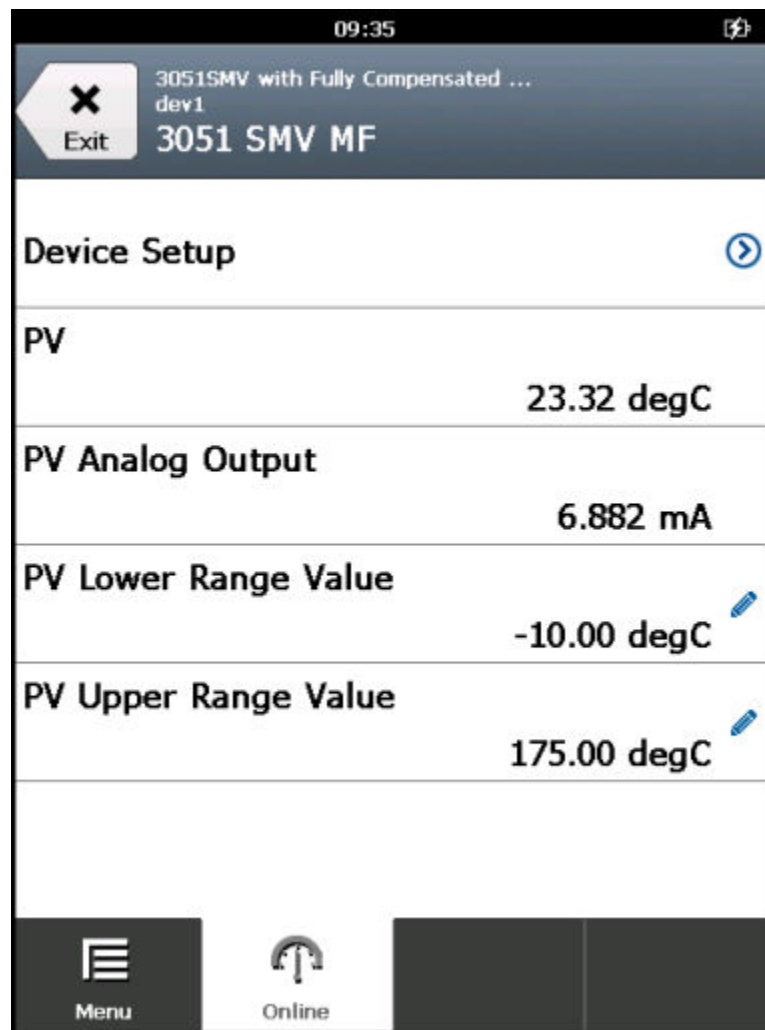 09:35
3051SMV with Fully Compensated ...
dev1
3051 SMV MF
Exit
Device Setup
PV
23.32 degC
PV Analog Output
6.882 mA
PV Lower Range Value
-10.00 degC
PV Upper Range Value
175.00 degC
Menu
Online